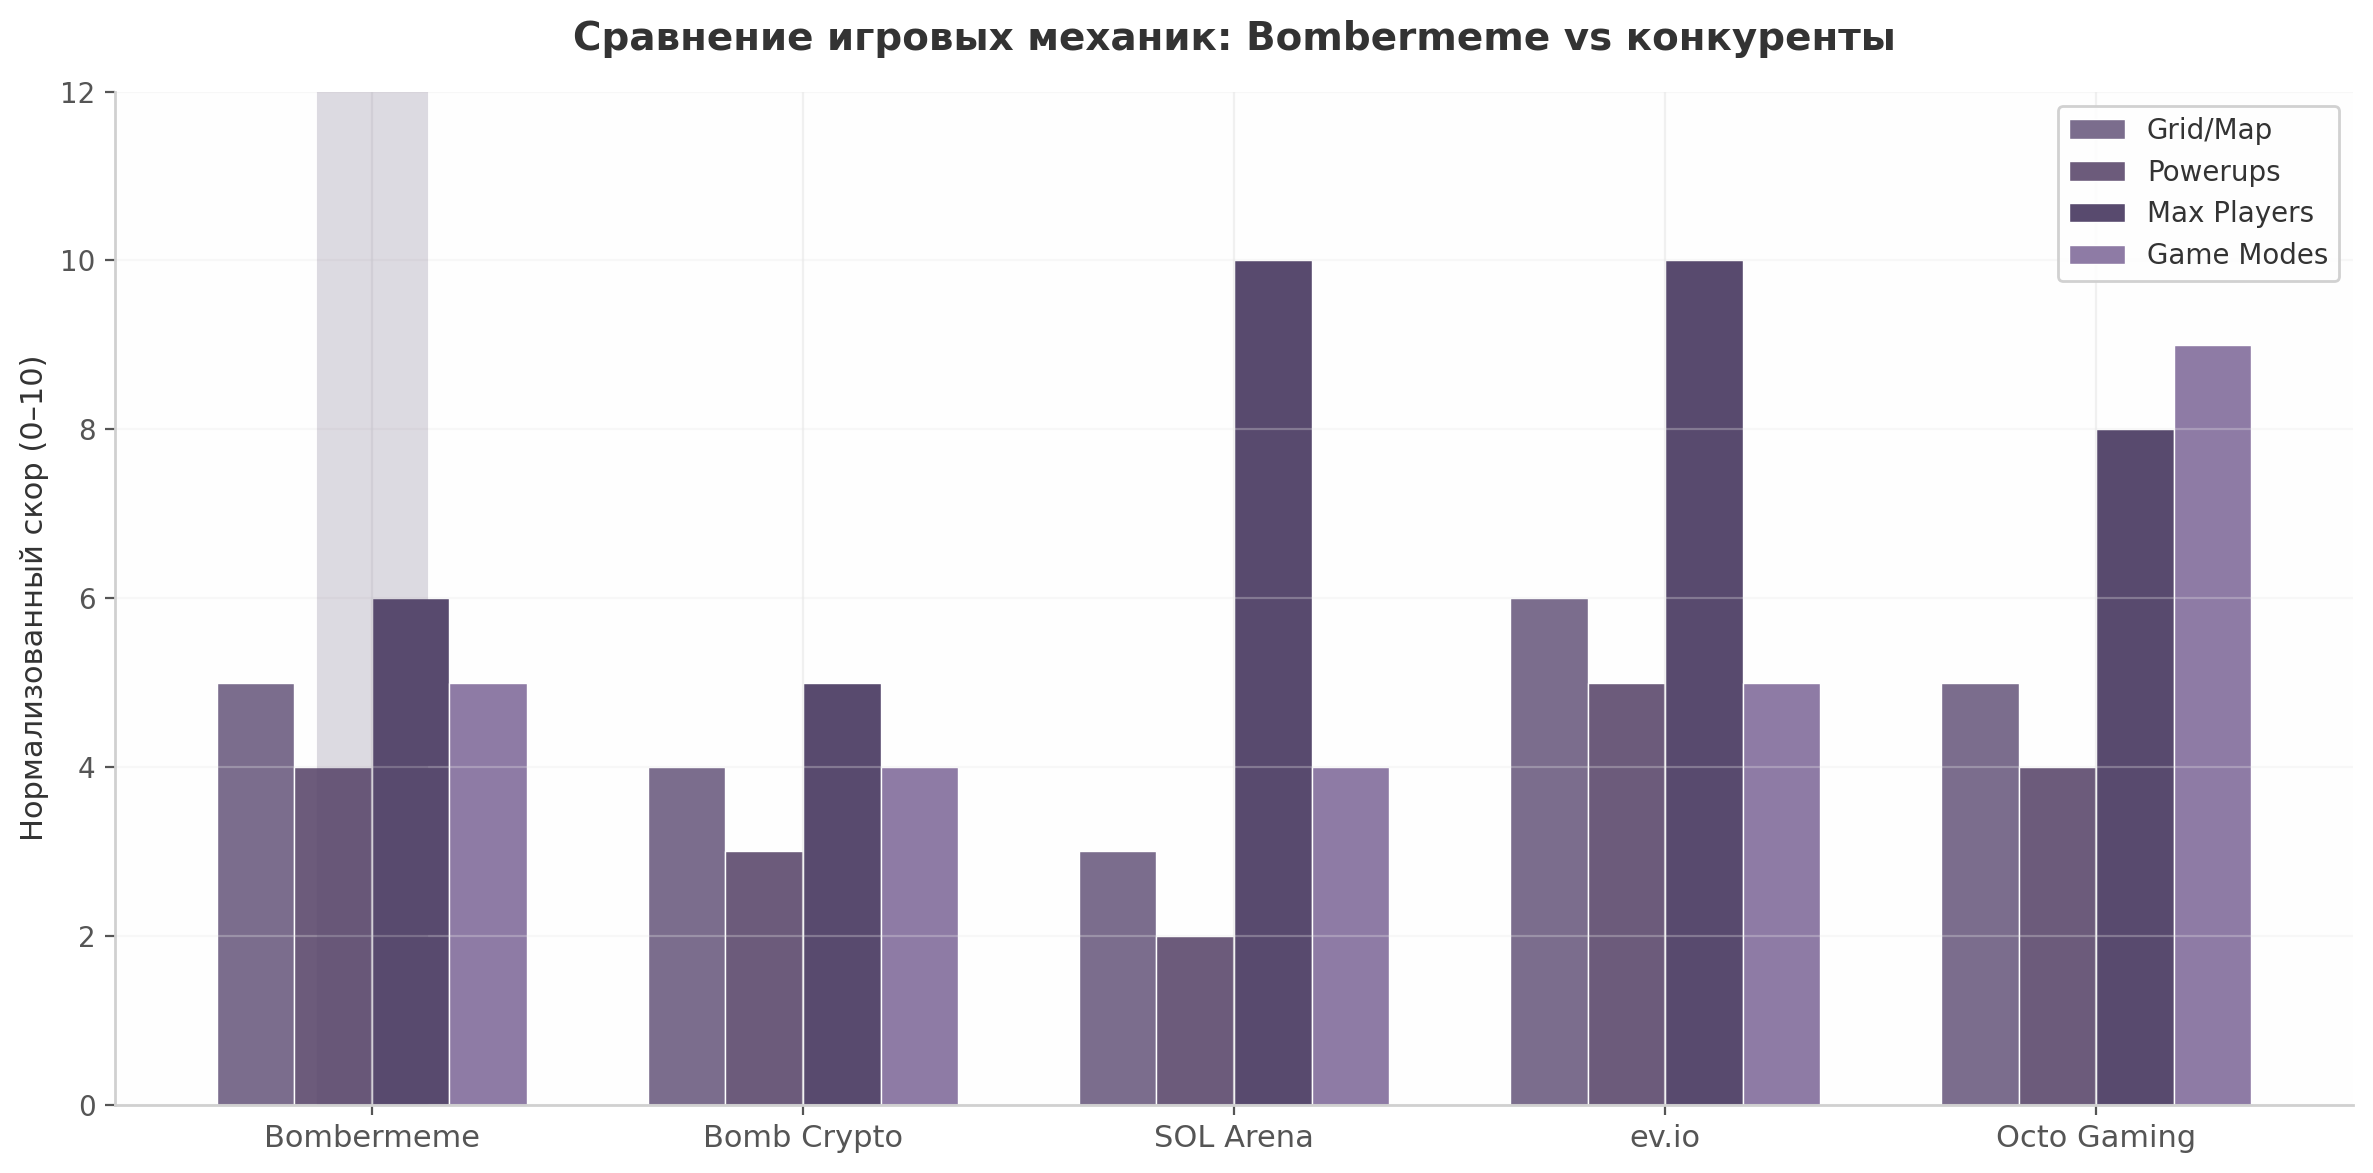 Сравнение игровых механик: Bombermeme vs конкуренты
Нормализованный скор (0–10)
12
10
8
6
4
2
0
Grid/Map
Powerups
Max Players
Game Modes
Bombermeme
Bomb Crypto
SOL Arena
ev.io
Octo Gaming